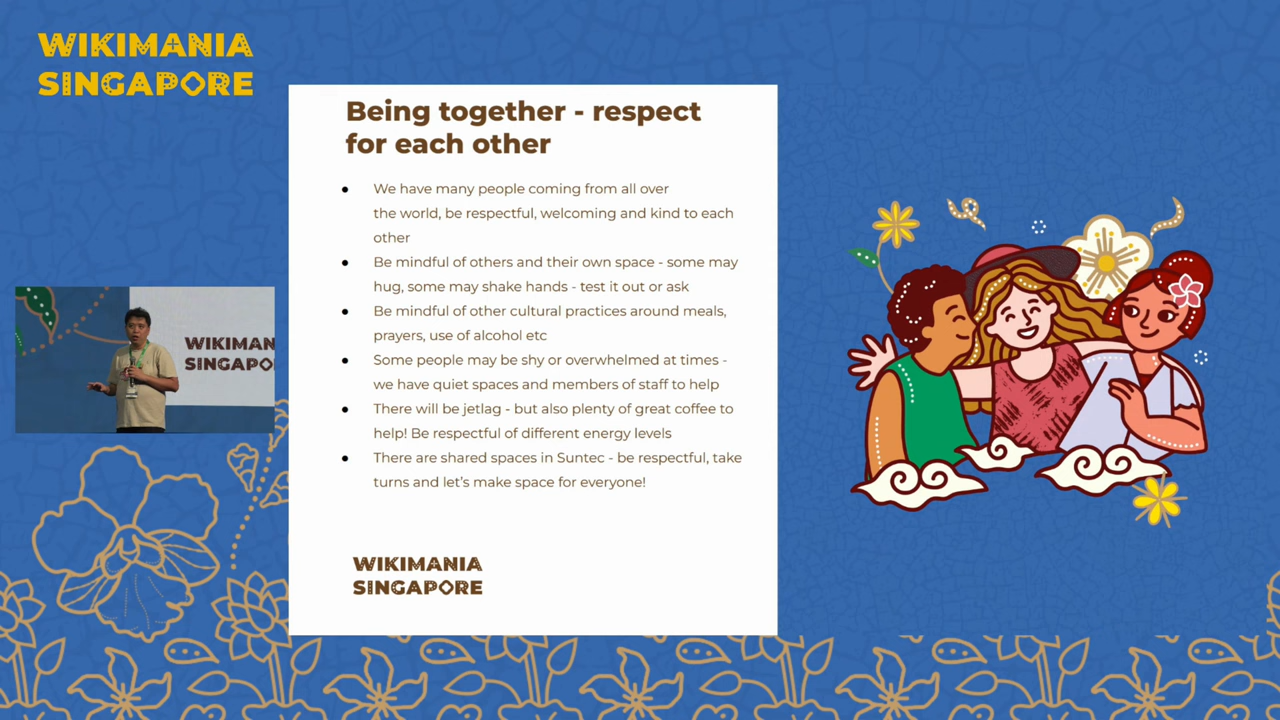 WIKIMANIA
SINGAPORE
Being together - respect
for each other
● We have many people coming from all over
the world, be respectful, welcoming and kind to each
other
● Be mindful of others and their own space - some may
hug, some may shake hands - test it out or ask
● Be mindful of other cultural practices around meals,
prayers, use of alcohol etc
● Some people may be shy or overwhelmed at times -
we have quiet spaces and members of staff to help
● There will be jetlag - but also plenty of great coffee to
help! Be respectful of different energy levels
● There are shared spaces in Suntec - be respectful, take
turns and let's make space for everyone!
WIKIMAN
SINGAPO
WIKIMANIA
SINGAPORE